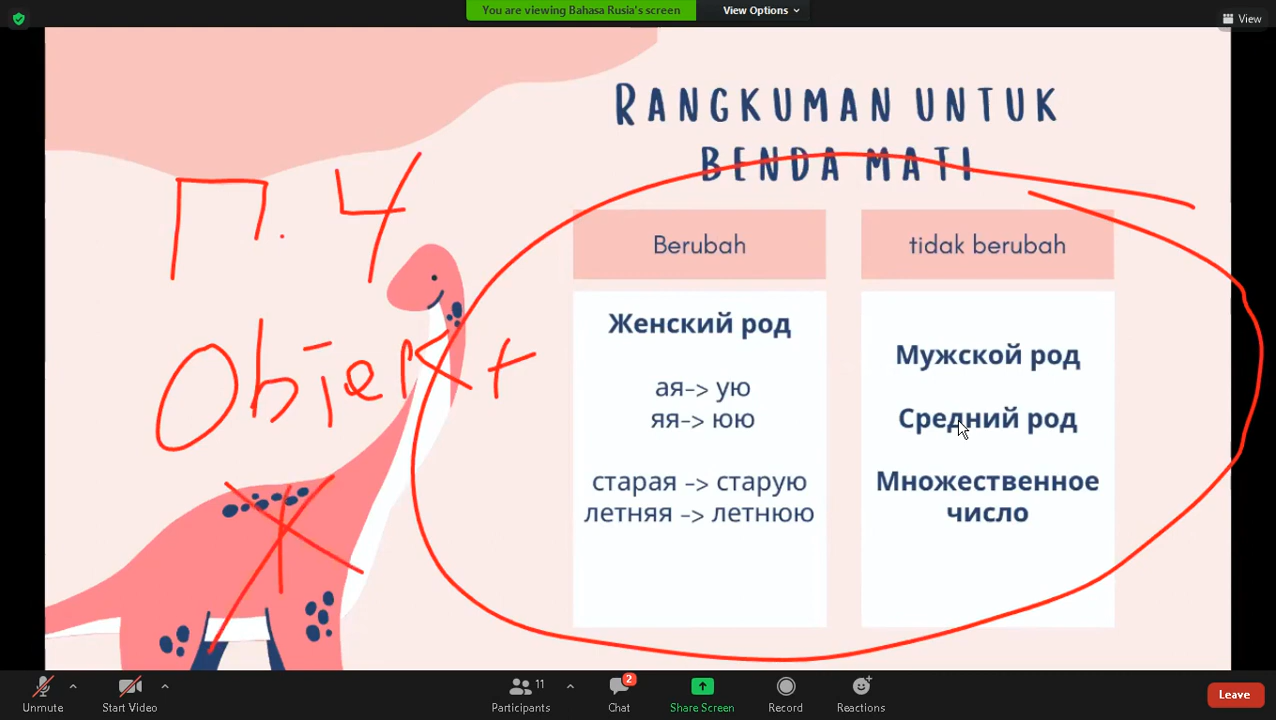 You are viewing Bahasa Rusia's screen
View Options
View
RANGKUMAN UNTUK
BENDA MATI
П. 4
Objek +
Berubah
Женский род
ая–> ую
яя–> юю
старая –> старую
летняя –> летнюю
tidak berubah
Мужской род
Средний род
Множественное
число
Unmute
Start Video
11
Participants
2
Chat
Share Screen
Record
Reactions
Leave